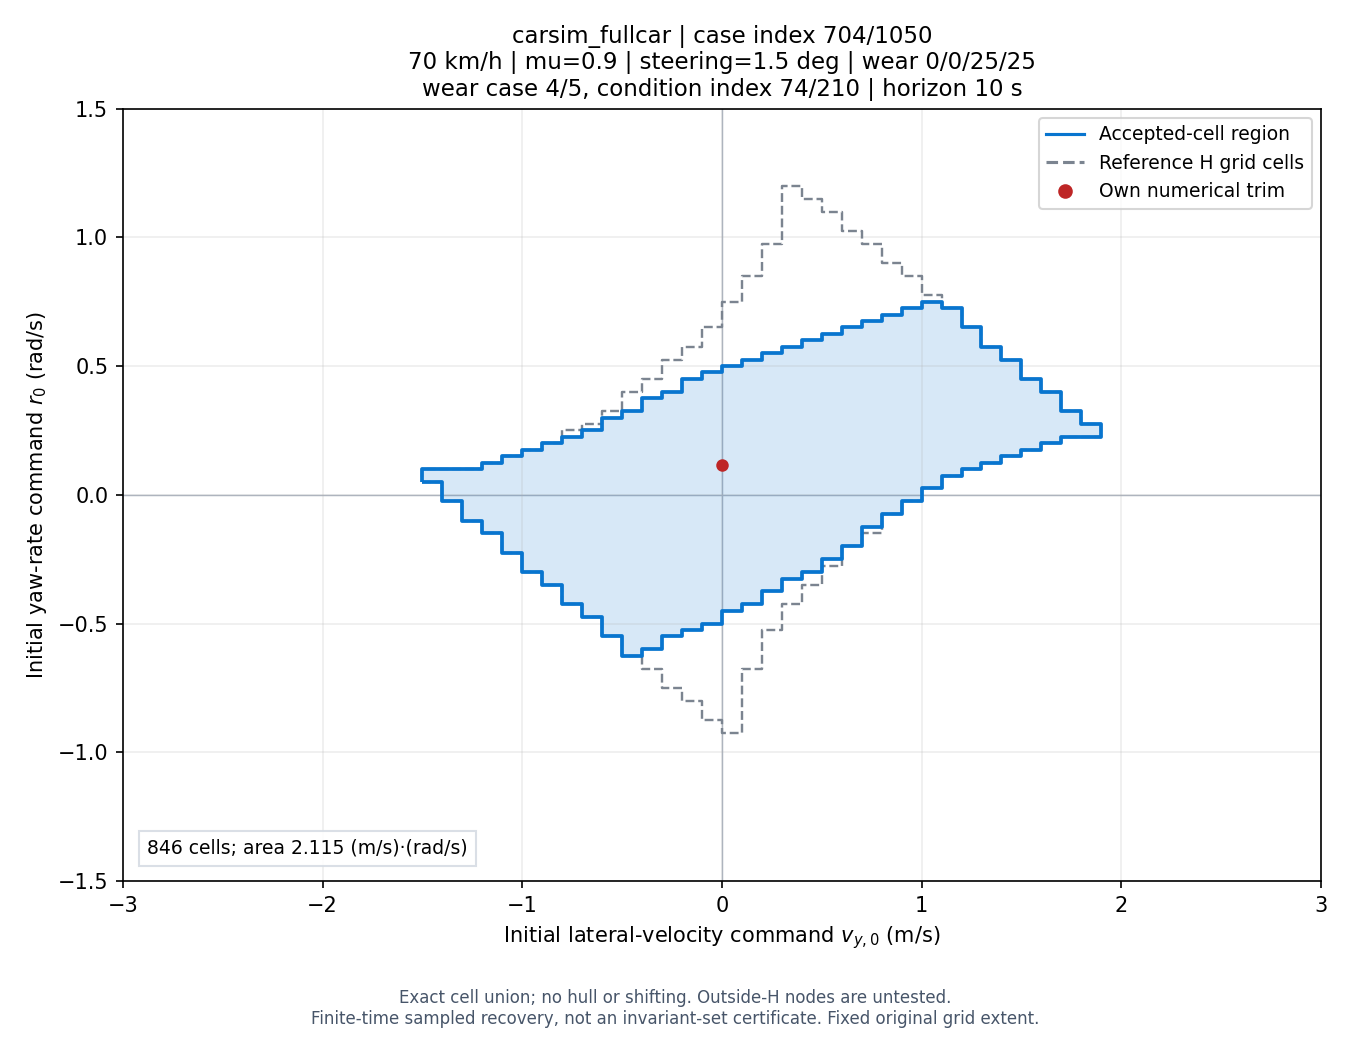 carsim_fullcar | case index 704/1050
70 km/h | mu=0.9 | steering=1.5 deg | wear 0/0/25/25
wear case 4/5, condition index 74/210 | horizon 10 s
Accepted-cell region
Reference H grid cells
Own numerical trim
1.5
1.0
0.5
0.0
−0.5
−1.0
−1.5
Initial yaw-rate command r0 (rad/s)
846 cells; area 2.115 (m/s)·(rad/s)
−3
−2
−1
0
1
2
3
Initial lateral-velocity command vy,0 (m/s)
Exact cell union; no hull or shifting. Outside-H nodes are untested.
Finite-time sampled recovery, not an invariant-set certificate. Fixed original grid extent.